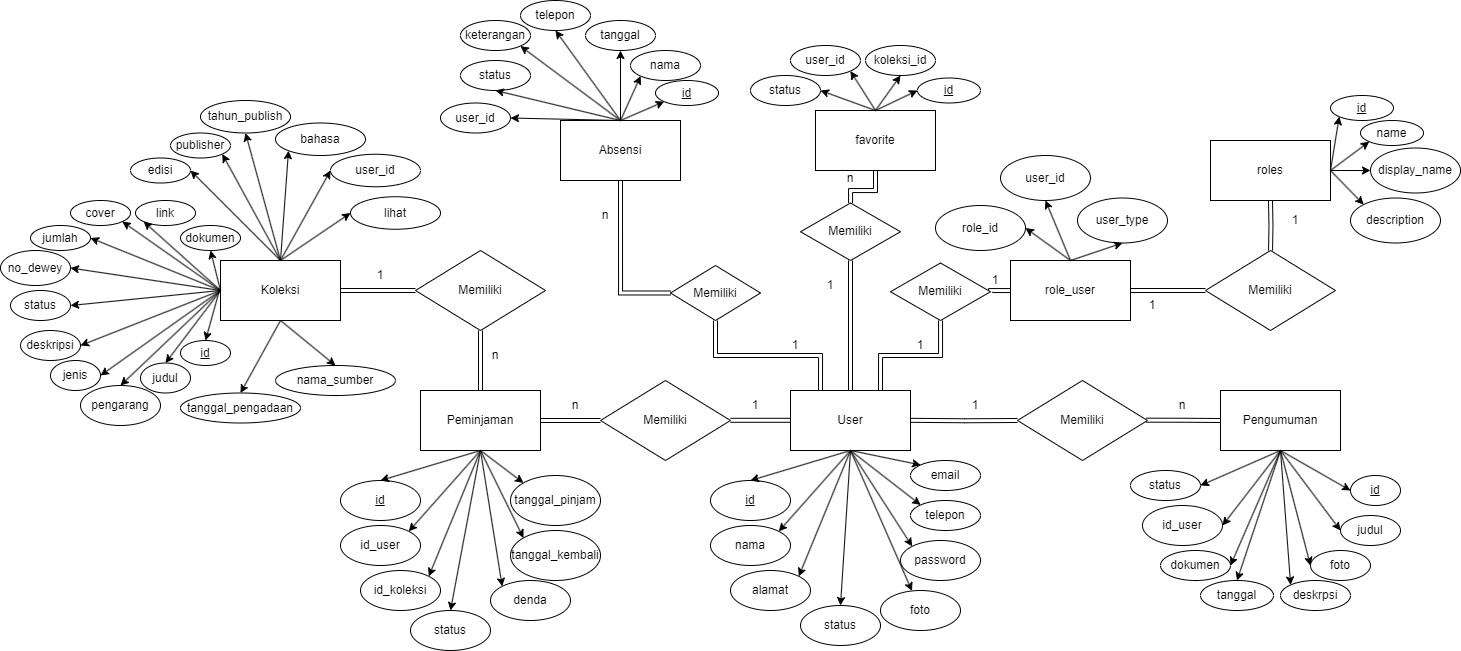 telepon
keterangan
tanggal
status
nama
id
user_id
Absensi
user_id
koleksi_id
status
id
favorite
id
name
display_name
description
roles
tahun_publish
publisher
bahasa
edisi
user_id
lihat
cover
link
jumlah
dokumen
no_dewey
status
deskripsi
jenis
pengarang
judul
id
tanggal_pengadaan
nama_sumber
Koleksi
1
Memiliki
n
n
Memiliki
1
n
Memiliki
1
user_id
role_id
user_type
role_user
1
Memiliki
1
1
Memiliki
1
Peminjaman
n
Memiliki
1
User
1
Memiliki
n
Pengumuman
id
id_user
id_koleksi
status
denda
tanggal_kembali
tanggal_pinjam
id
nama
alamat
status
foto
password
telepon
email
status
id_user
dokumen
tanggal
deskrpsi
foto
judul
id